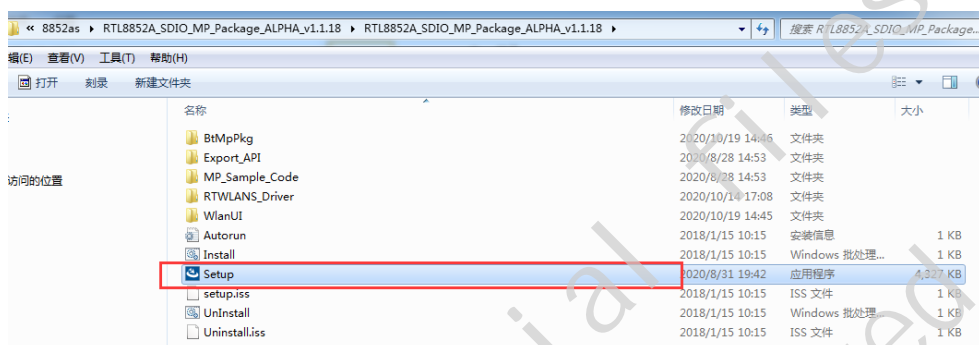 « 8852as ▸ RTL8852A_SDIO_MP_Package_ALPHA_v1.1.18 ▸ RTL8852A_SDIO_MP_Package_ALPHA_v1.1.18 ▸ 搜索 RTL8852A_SDIO_MP_Package...
辑(E) 查看(V) 工具(T) 帮助(H)
打开 刻录 新建文件夹
名称 修改日期 类型 大小
BtMpPkg 2020/10/19 14:46 文件夹
Export_API 2020/8/28 14:53 文件夹
访问的位置 MP_Sample_Code 2020/8/28 14:53 文件夹
RTWLANS_Driver 2020/10/14 17:08 文件夹
WlanUI 2020/10/19 14:45 文件夹
Autorun 2018/1/15 10:15 安装信息 1 KB
Install 2018/1/15 10:15 Windows 批处理... 1 KB
Setup 2020/8/31 19:42 应用程序 4,327 KB
setup.iss 2018/1/15 10:15 ISS 文件 1 KB
UnInstall 2018/1/15 10:15 Windows 批处理... 1 KB
Uninstall.iss 2018/1/15 10:15 ISS 文件 1 KB